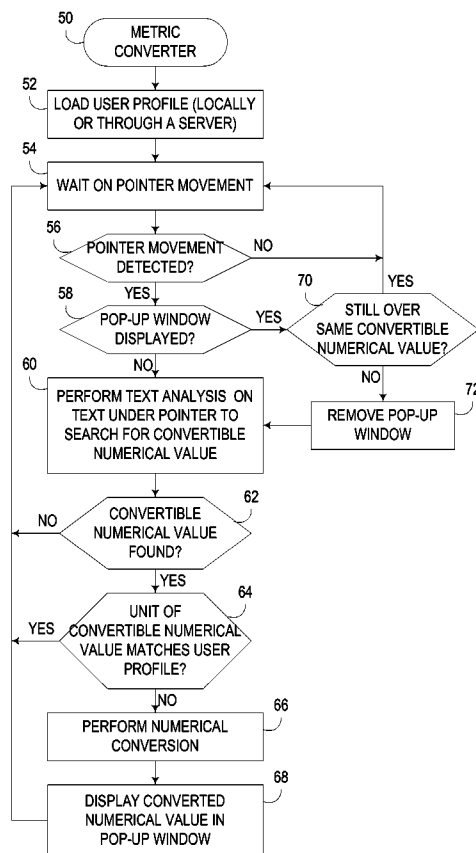 50
METRIC
CONVERTER
52
LOAD USER PROFILE (LOCALLY
OR THROUGH A SERVER)
54
WAIT ON POINTER MOVEMENT
56
POINTER MOVEMENT
DETECTED?
NO
YES
58
POP-UP WINDOW
DISPLAYED?
YES
NO
70
YES
STILL OVER
SAME CONVERTIBLE
NUMERICAL VALUE?
NO
72
REMOVE POP-UP
WINDOW
60
PERFORM TEXT ANALYSIS ON
TEXT UNDER POINTER TO
SEARCH FOR CONVERTIBLE
NUMERICAL VALUE
62
CONVERTIBLE
NUMERICAL VALUE
FOUND?
NO
YES
64
UNIT OF
CONVERTIBLE NUMERICAL
VALUE MATCHES USER
PROFILE?
YES
NO
66
PERFORM NUMERICAL
CONVERSION
68
DISPLAY CONVERTED
NUMERICAL VALUE IN
POP-UP WINDOW